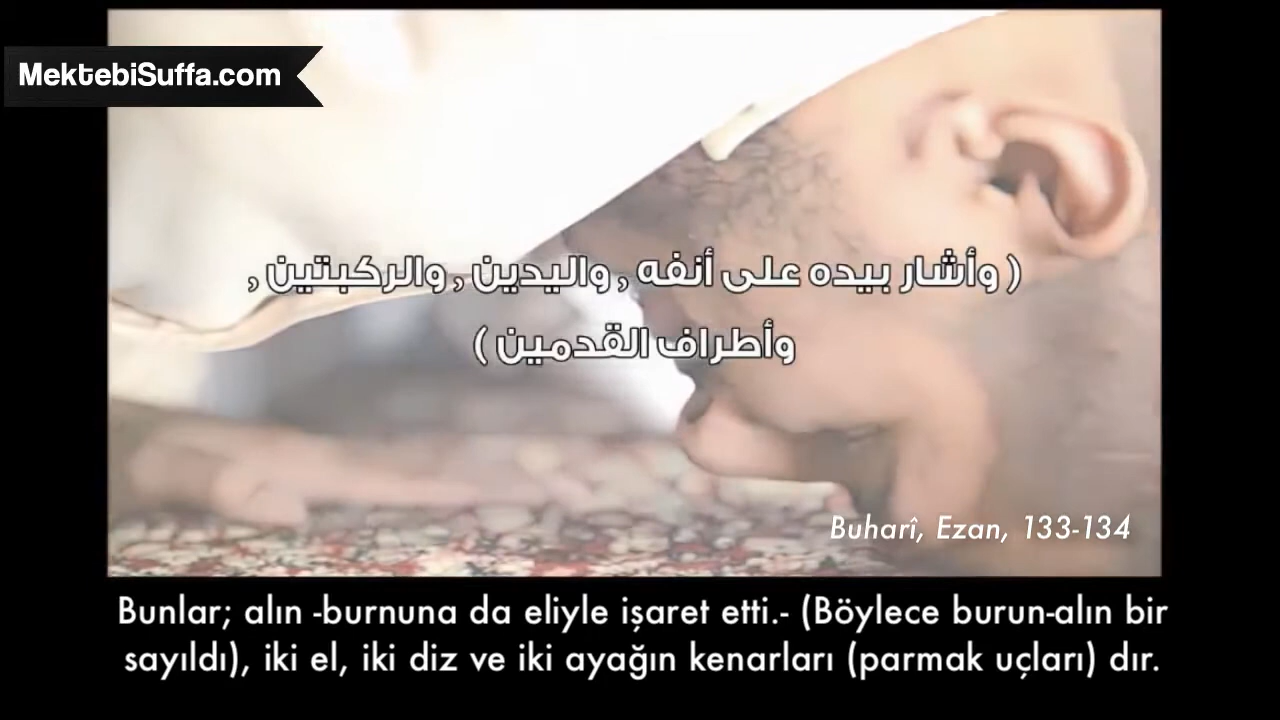 MektebiSuffa.com
( وأشار بيده على أنفه , واليدين , والركبتين ,
وأطراف القدمين )
Buharî, Ezan, 133-134
Bunlar; alın -burnuna da eliyle işaret etti.- (Böylece burun-alın bir
sayıldı), iki el, iki diz ve iki ayağın kenarları (parmak uçları) dır.